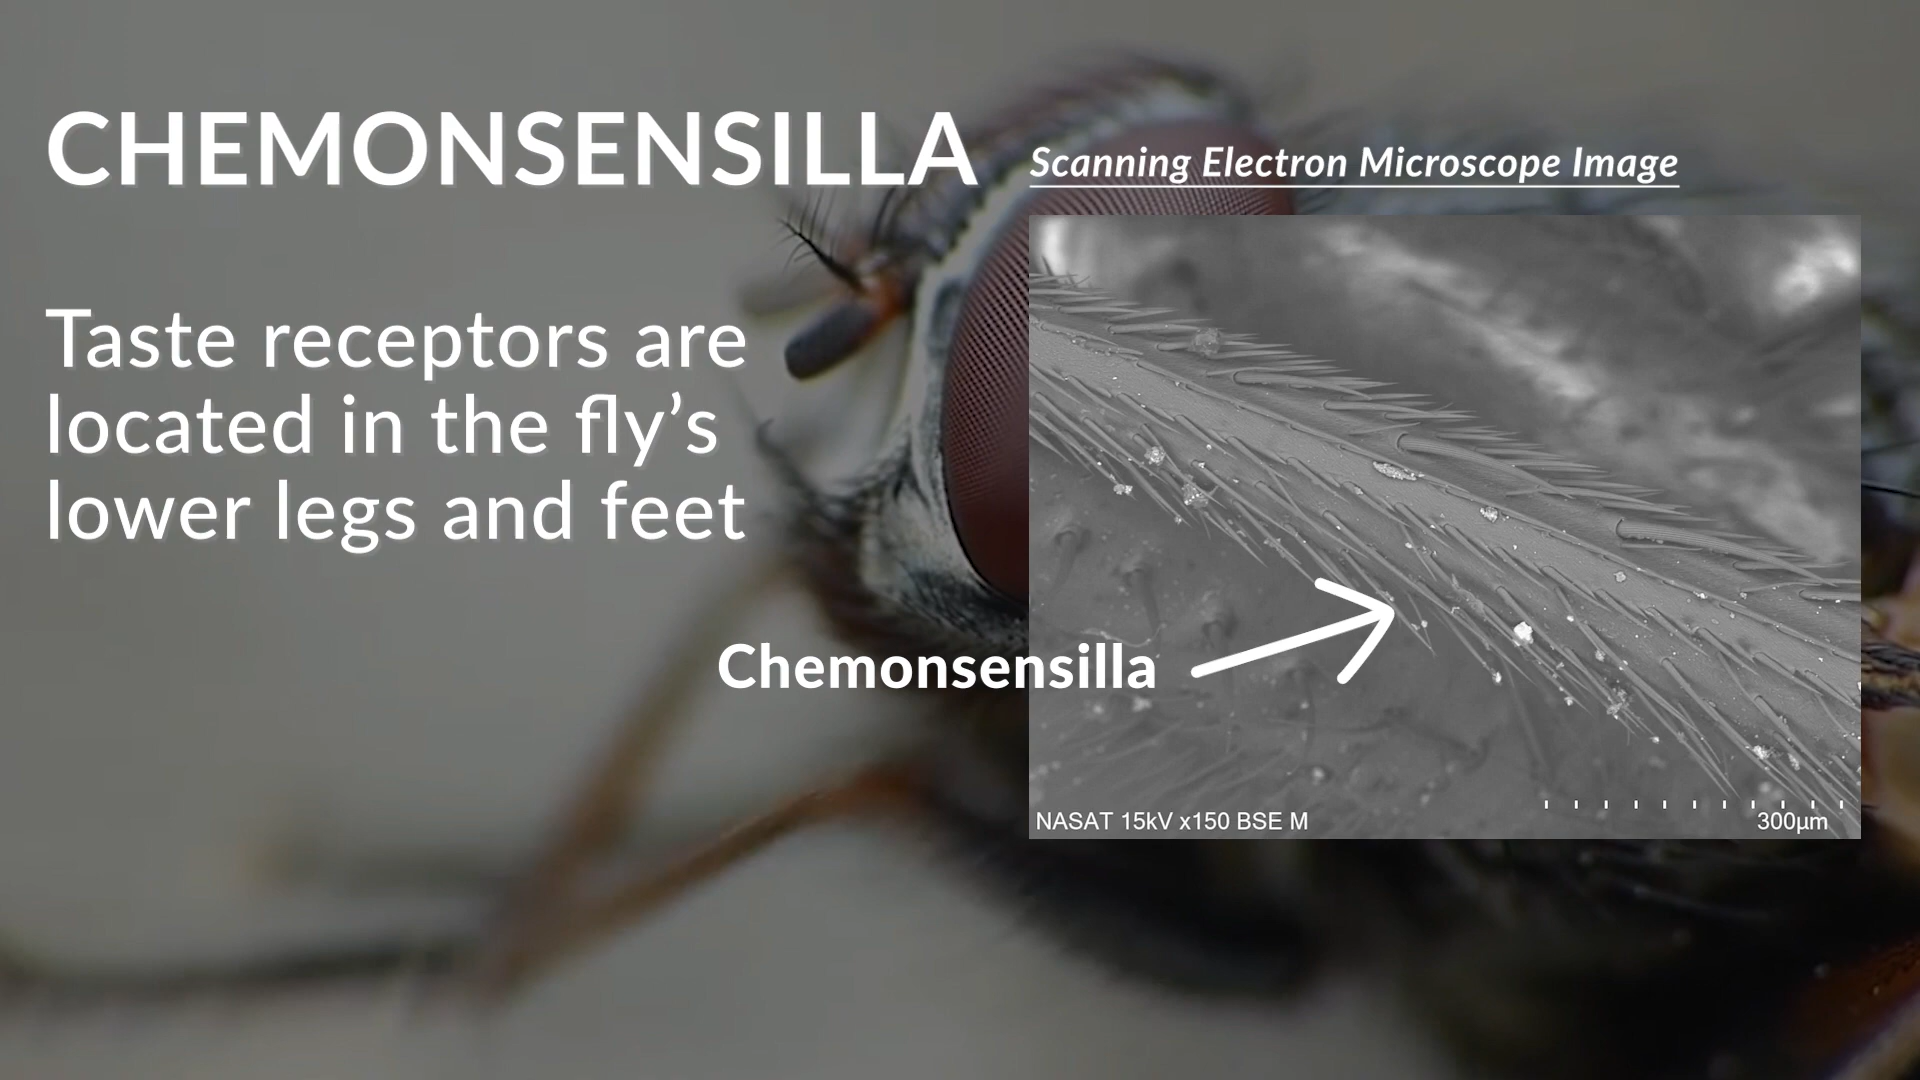 CHEMONSENSILLA
Scanning Electron Microscope Image
Taste receptors are
located in the fly’s
lower legs and feet
Chemonsensilla
NASAT 15kV x150 BSE M
300µm